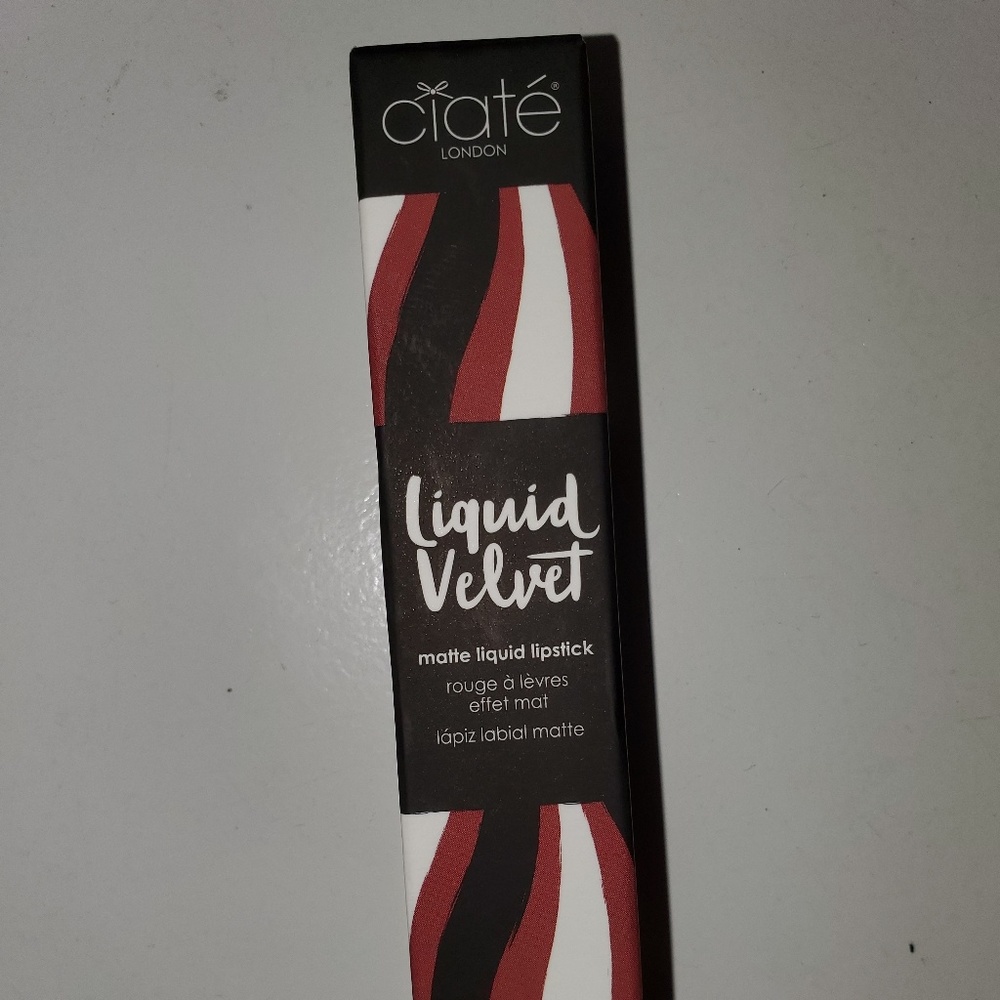 ciaté®
LONDON
Liquid
Velvet
matte liquid lipstick
rouge à lèvres
effet mat
lápiz labial matte